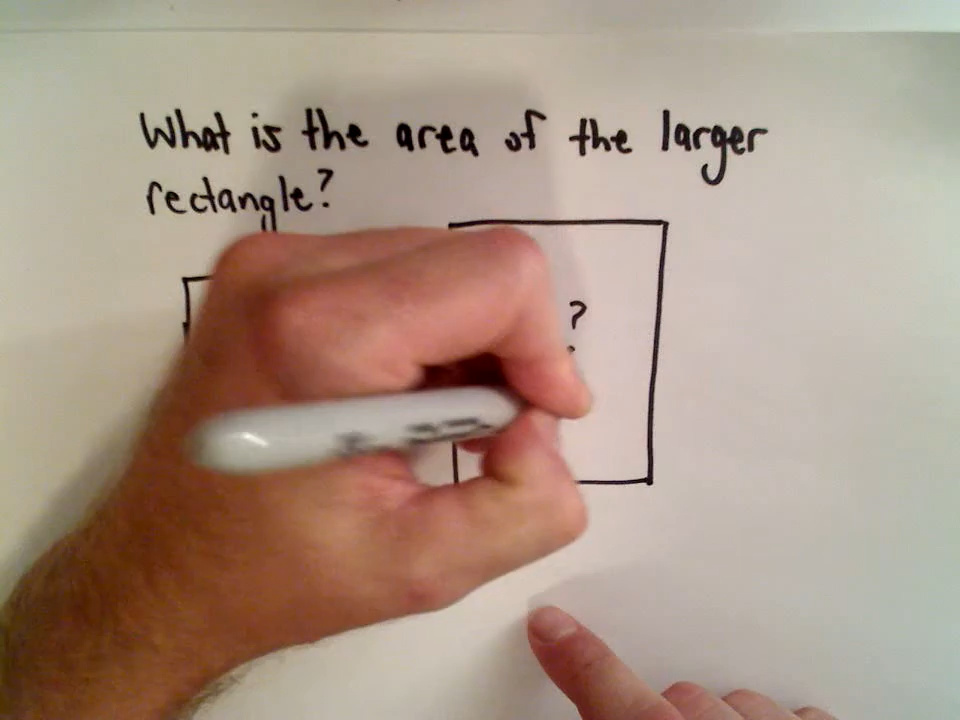 What is the area of the larger
rectangle?
?